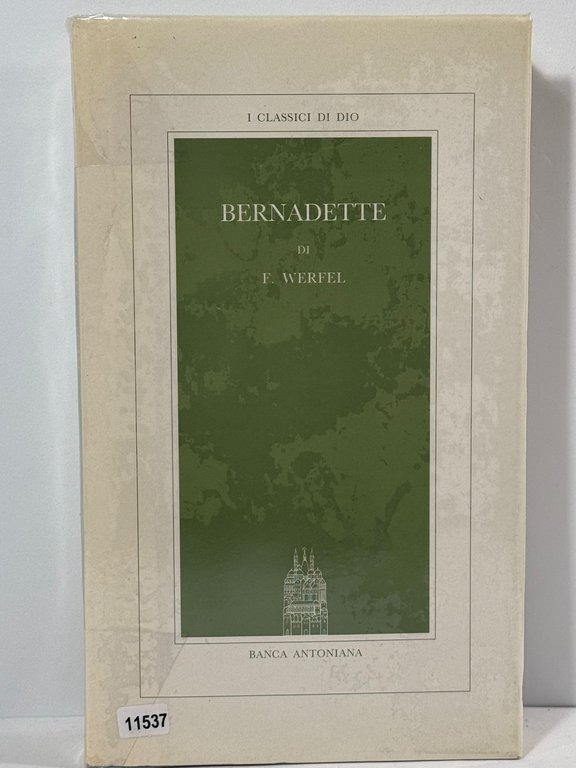 I CLASSICI DI DIO
BERNADETTE
DI
F. WERFEL
BANCA ANTONIANA
11537